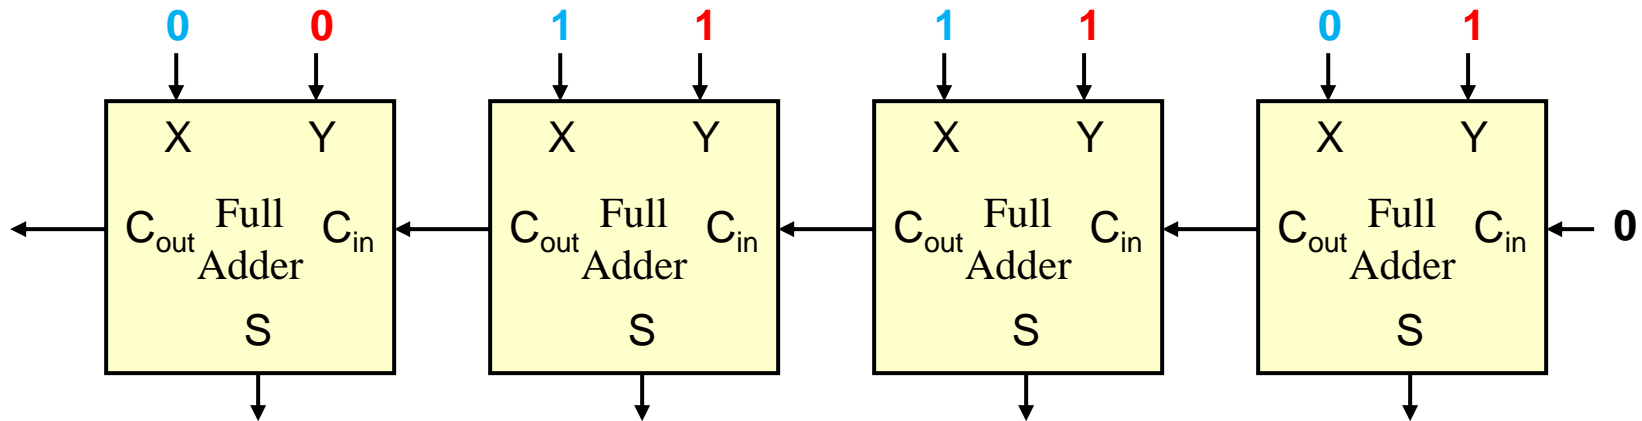 0 0 1 1 1 1 0 1
X Y X Y X Y X Y
Cout Full Adder Cin Cout Full Adder Cin Cout Full Adder Cin Cout Full Adder Cin 0
S S S S